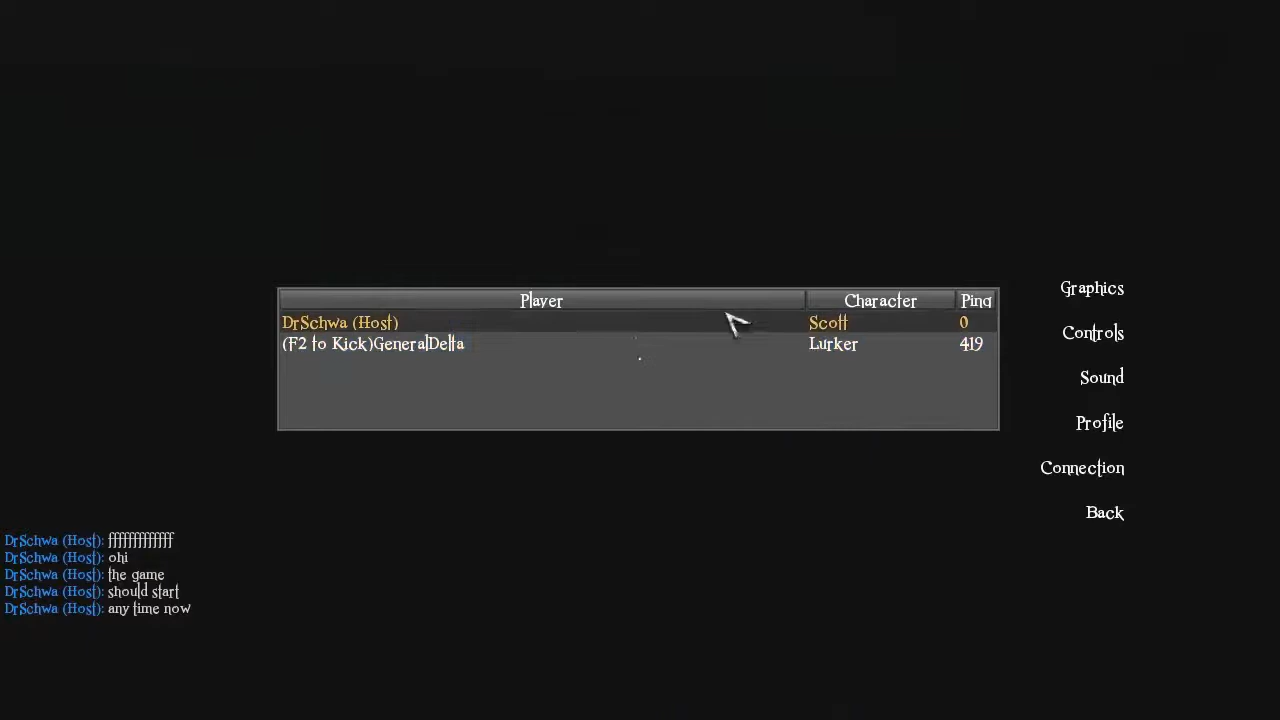 Player Character Ping
DrSchwa (Host) Scott 0
(F2 to Kick)GeneralDelta Lurker 419
Graphics
Controls
Sound
Profile
Connection
Back
DrSchwa (Host): ffffffffffff
DrSchwa (Host): ohi
DrSchwa (Host): the game
DrSchwa (Host): should start
DrSchwa (Host): any time now